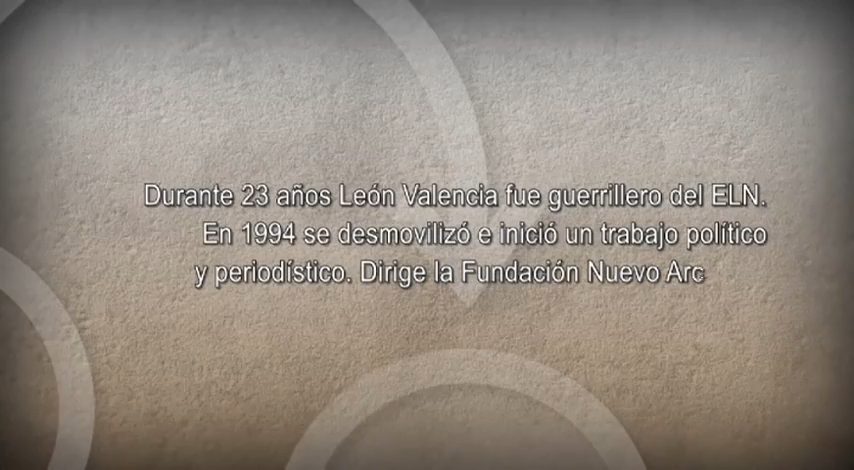 Durante 23 años León Valencia fue guerrillero del ELN.
En 1994 se desmovilizó e inició un trabajo político
y periodístico. Dirige la Fundación Nuevo Arc